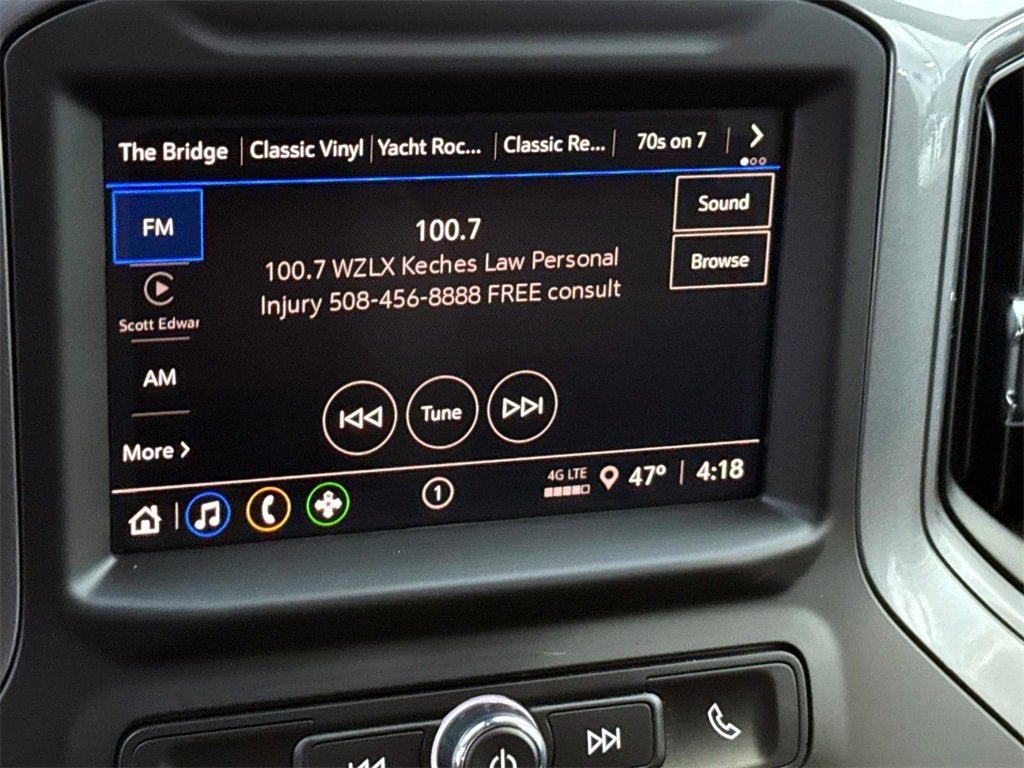 The Bridge
Classic Vinyl
Yacht Roc...
Classic Re...
70s on 7
FM
100.7
Sound
100.7 WZLX Keches Law Personal
Injury 508-456-8888 FREE consult
Browse
Scott Edwar
AM
Tune
More
1
4G LTE
47°
4:18